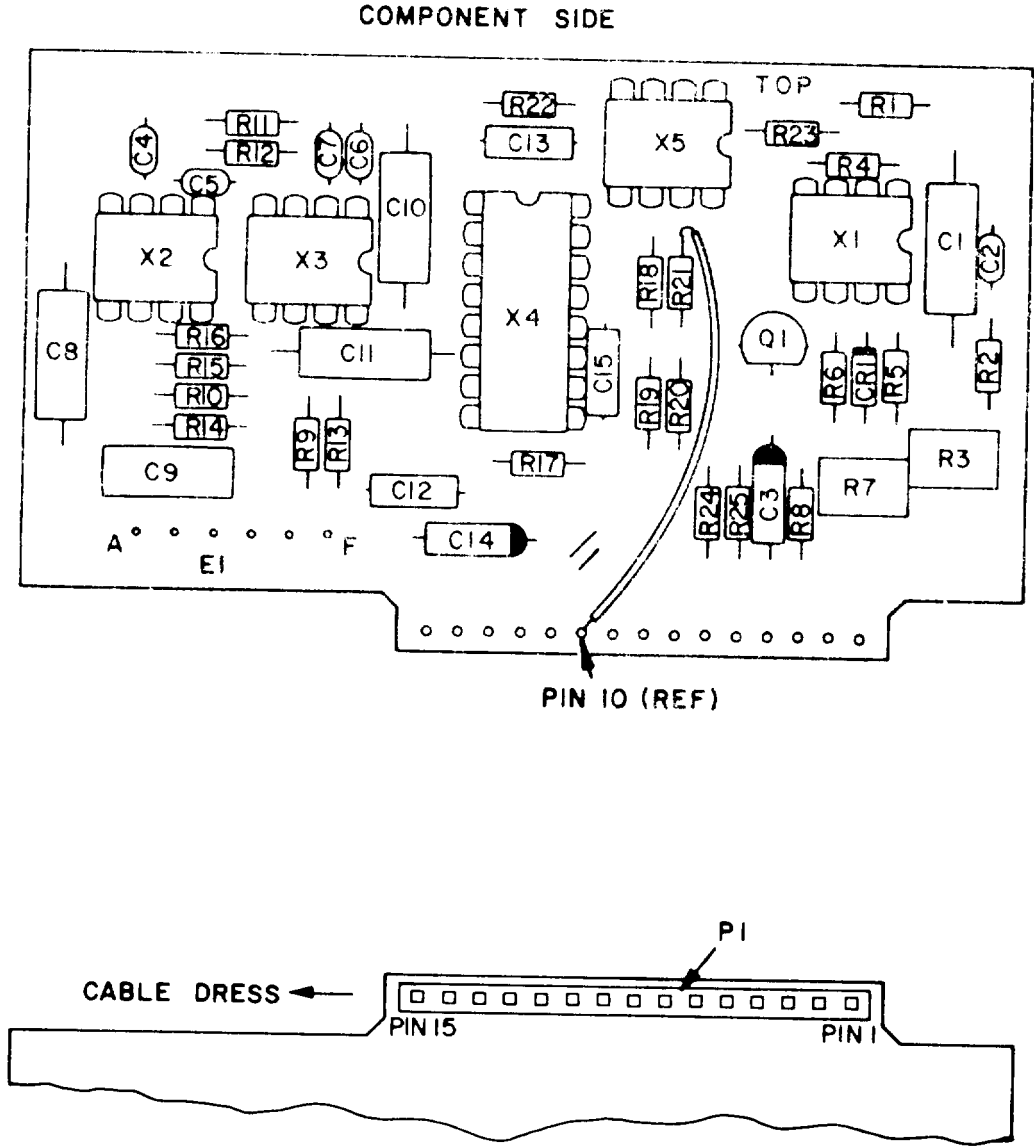 COMPONENT SIDE
TOP
R22
R1
R11
C4
R12
C7
C6
C13
X5
R23
R4
C5
C10
X2
X3
X1
C1
C2
R18
R21
X4
C8
R16
C11
C15
Q1
R15
R6
CR1
R5
R2
R10
R19
R20
R14
R9
R13
C9
R17
C12
R3
R7
R24
R25
C3
R8
C14
A
F
E1
PIN 10 (REF)
P1
CABLE DRESS
PIN 15
PIN 1